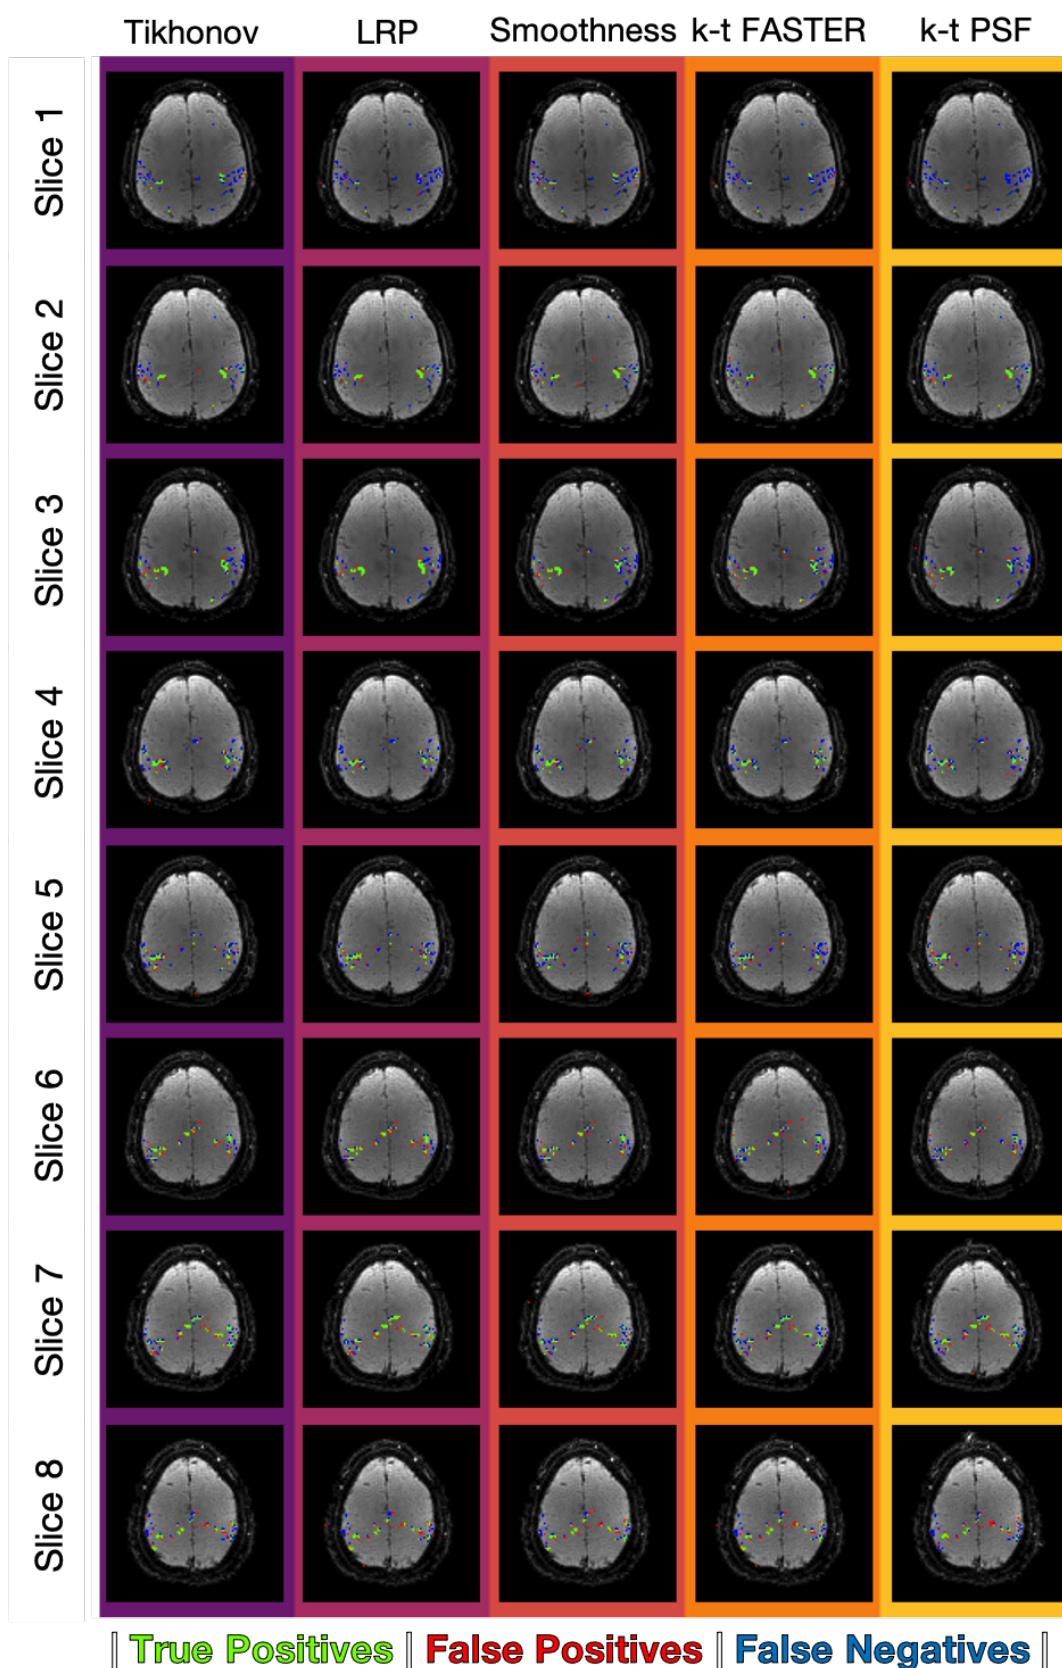 Tikhonov LRP Smoothness k-t FASTER k-t PSF
Slice 1
Slice 2
Slice 3
Slice 4
Slice 5
Slice 6
Slice 7
Slice 8
True Positives False Positives False Negatives